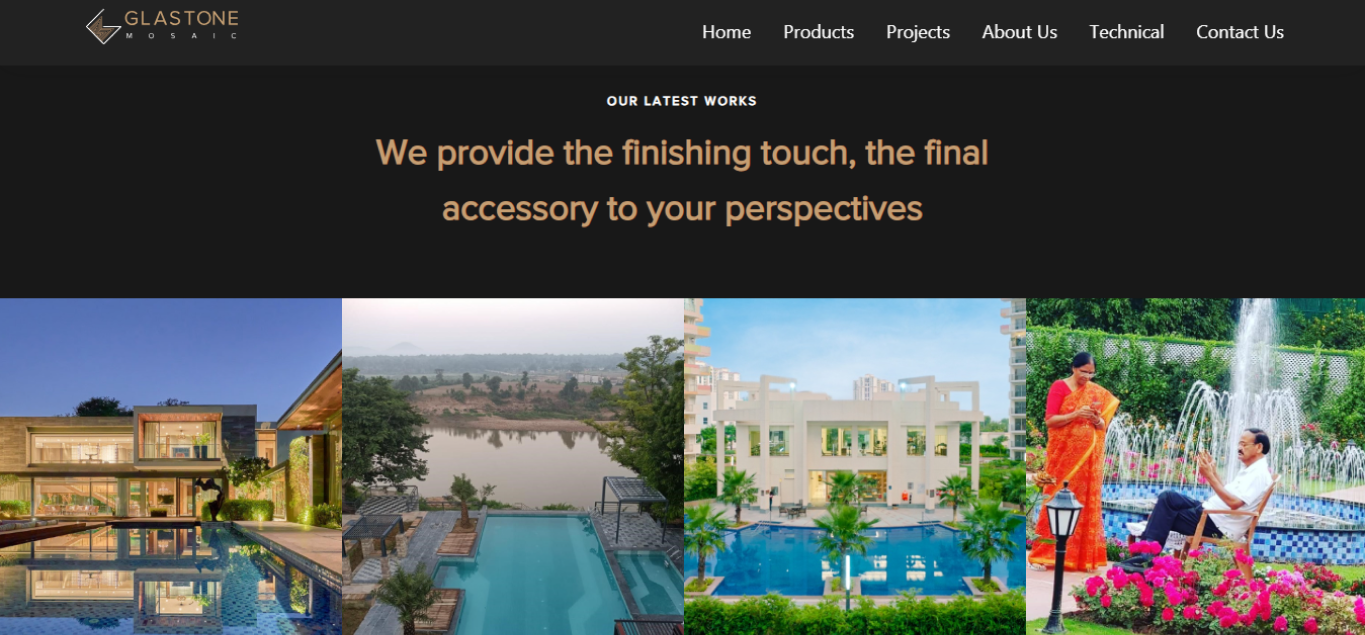 GLASTONE
MOSAIC
Home Products Projects About Us Technical Contact Us
OUR LATEST WORKS
We provide the finishing touch, the final
accessory to your perspectives